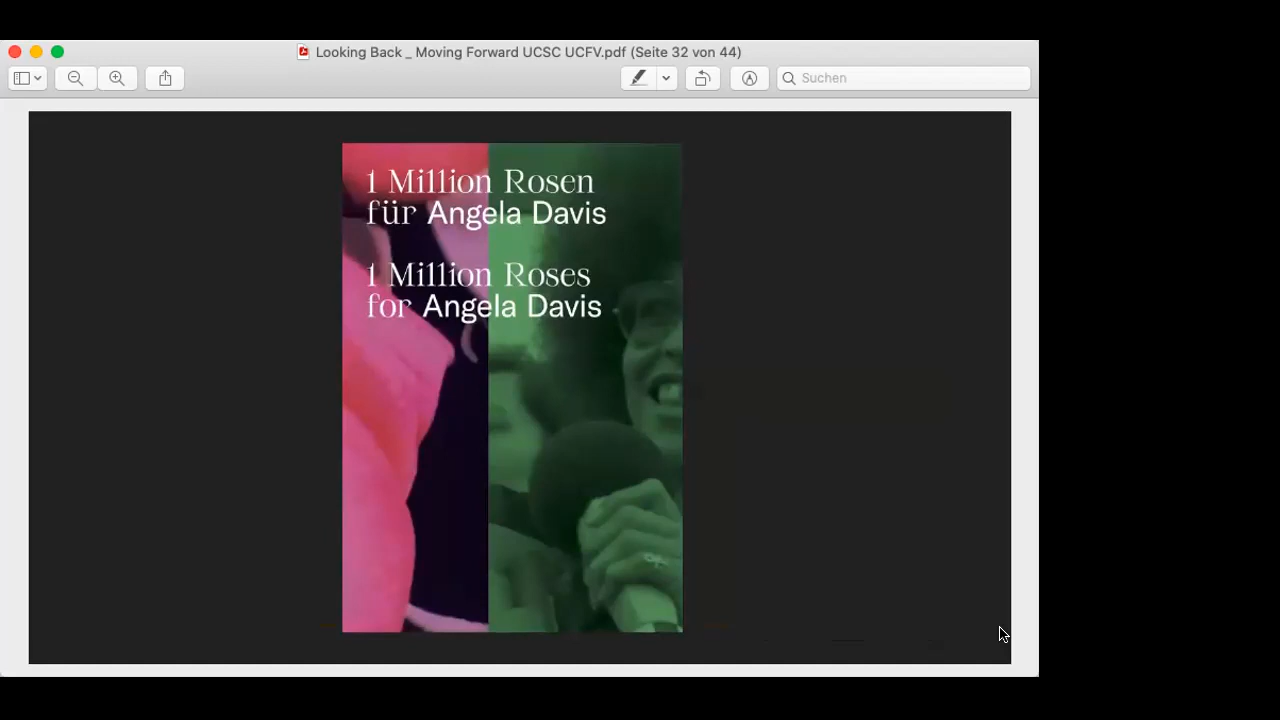 Looking Back _ Moving Forward UCSC UCFV.pdf (Seite 32 von 44)
Suchen
1 Million Rosen
für Angela Davis
1 Million Roses
for Angela Davis